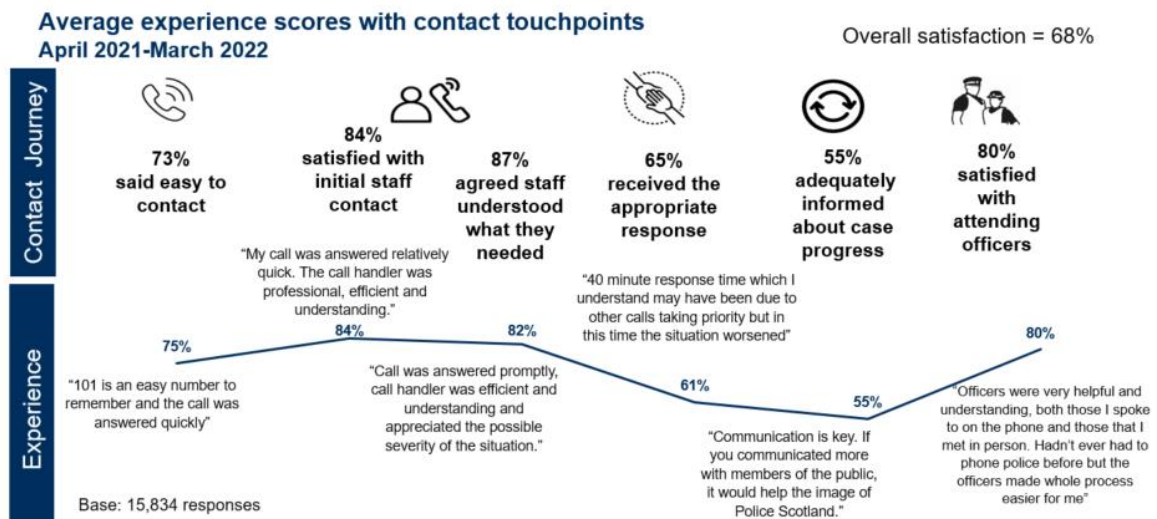 Average experience scores with contact touchpoints
April 2021-March 2022
Overall satisfaction = 68%
Contact Journey
73%
said easy to
contact
84%
satisfied with
initial staff
contact
87%
agreed staff
understood
what they
needed
65%
received the
appropriate
response
55%
adequately
informed
about case
progress
80%
satisfied
with
attending
officers
“My call was answered relatively
quick. The call handler was
professional, efficient and
understanding.”
“40 minute response time which I
understand may have been due to
other calls taking priority but in
this time the situation worsened”
Experience
75%
84%
82%
61%
55%
80%
“101 is an easy number to
remember and the call was
answered quickly”
“Call was answered promptly,
call handler was efficient and
understanding and
appreciated the possible
severity of the situation.”
“Communication is key. If
you communicated more
with members of the public,
it would help the image of
Police Scotland.”
“Officers were very helpful and
understanding, both those I spoke
to on the phone and those that I
met in person. Hadn’t ever had to
phone police before but the
officers made whole process
easier for me”
Base: 15,834 responses